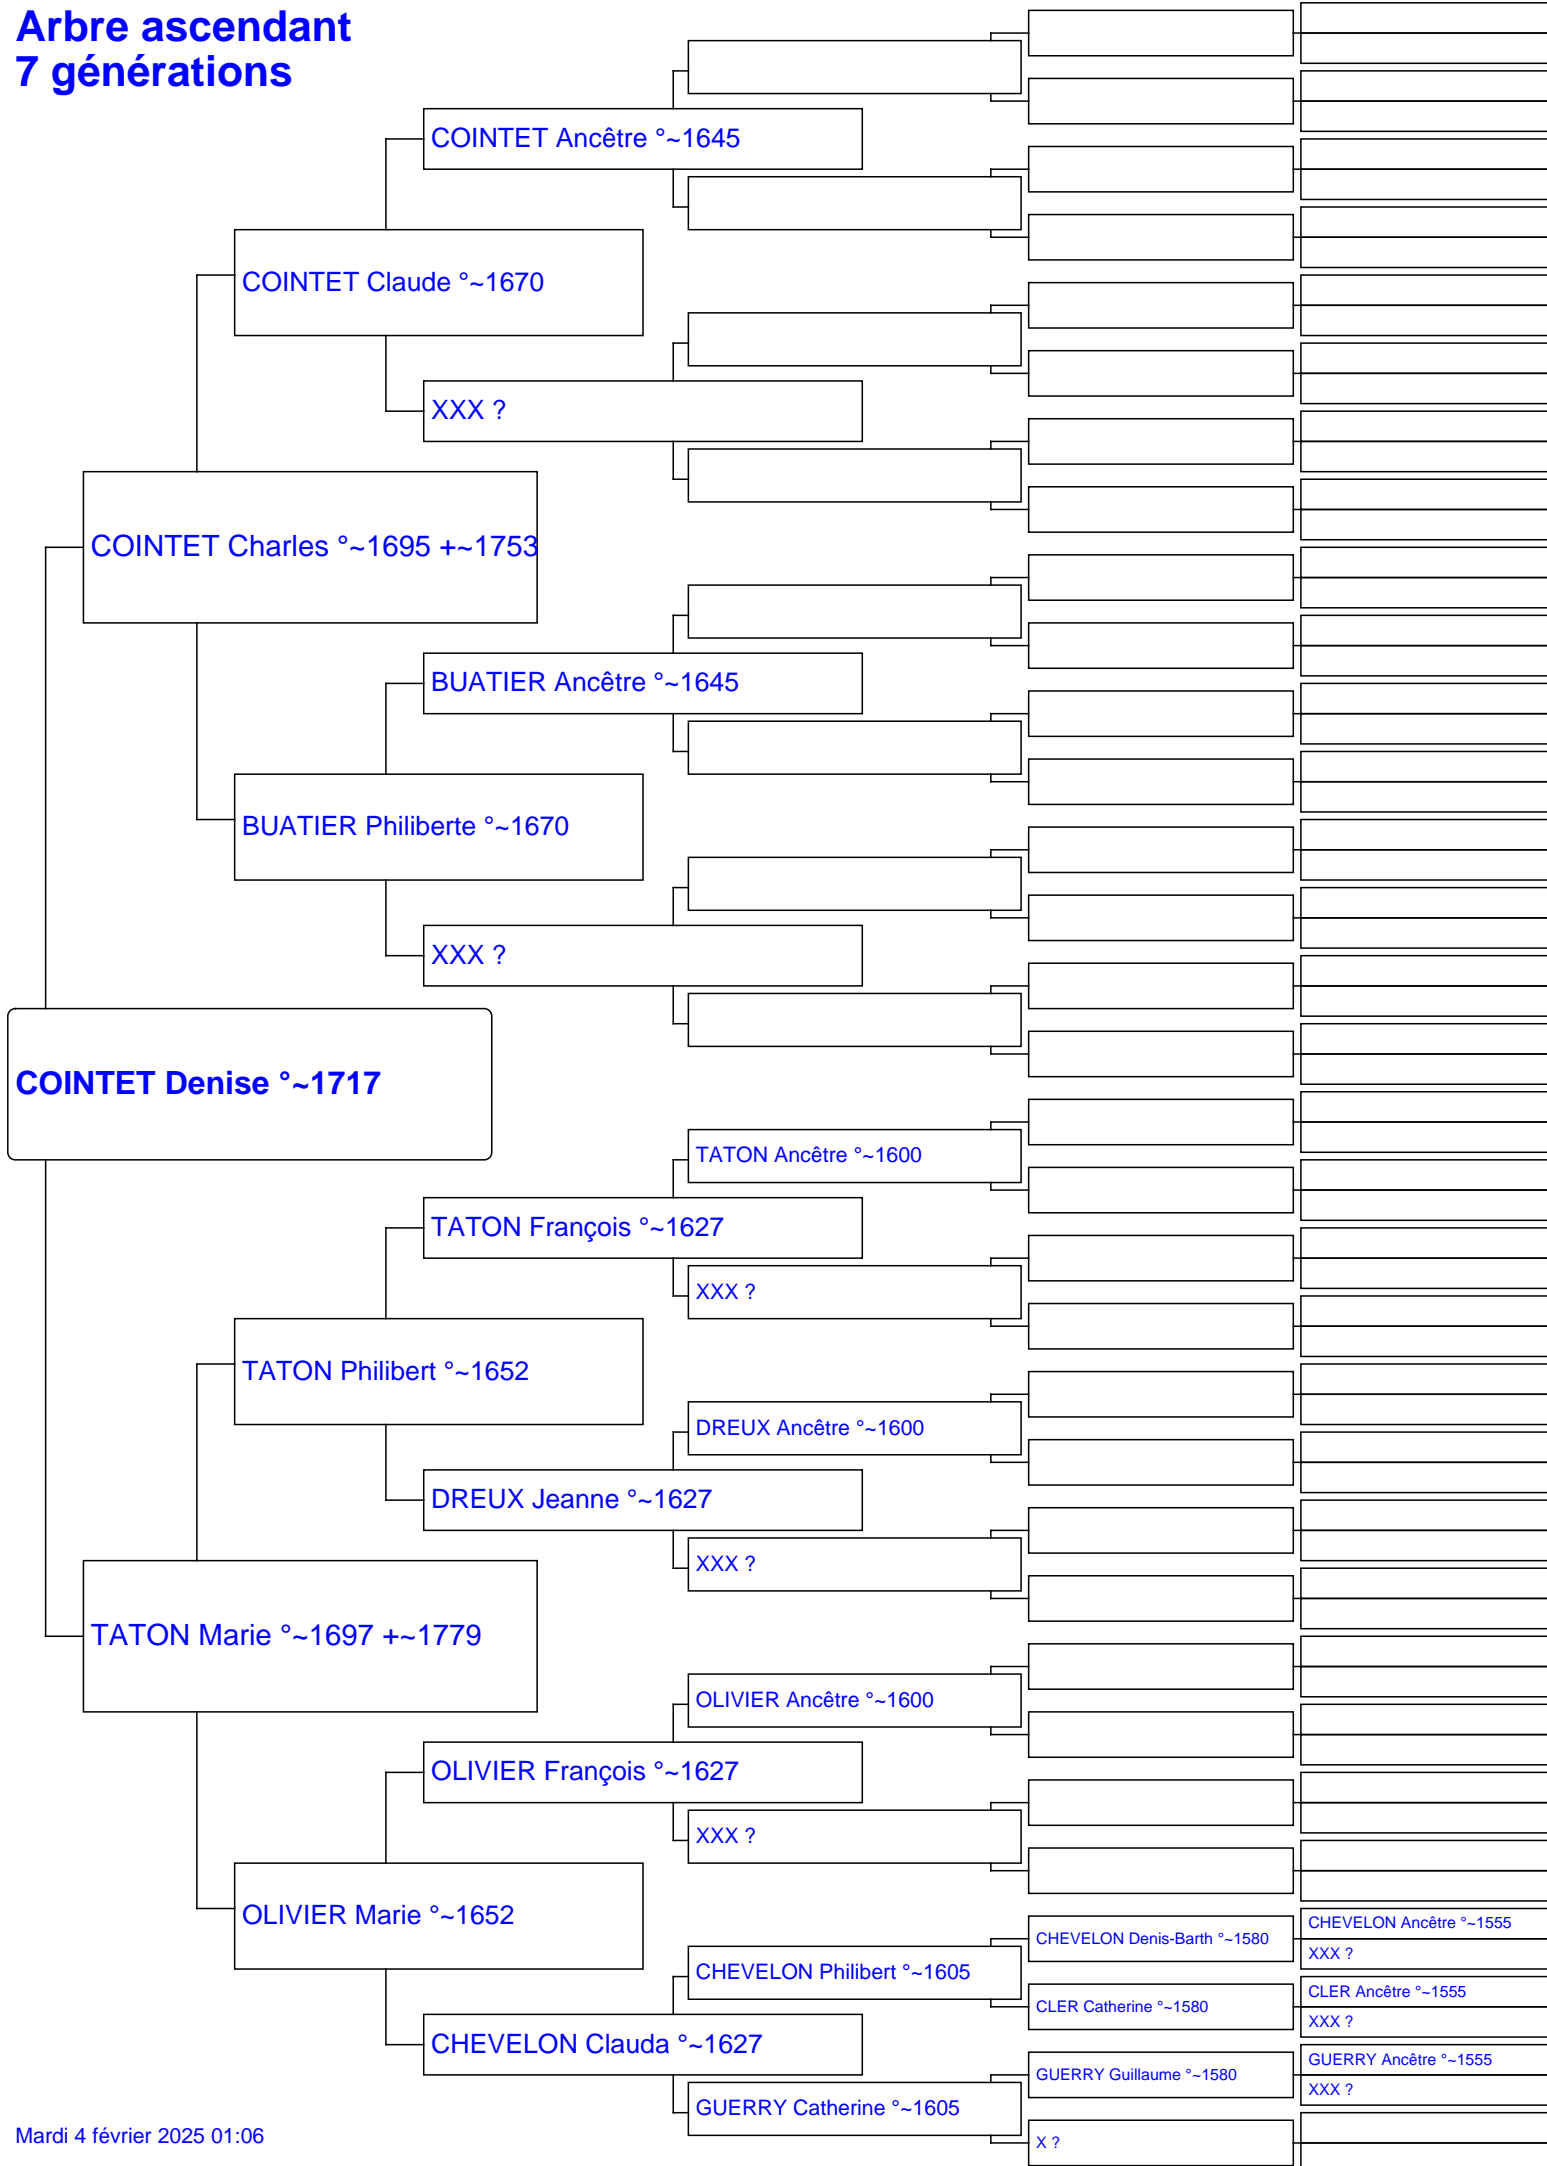 Arbre ascendant
7 générations
COINTET Ancêtre °~1645
COINTET Claude °~1670
XXX ?
COINTET Charles °~1695 +~1753
BUATIER Ancêtre °~1645
BUATIER Philiberte °~1670
XXX ?
COINTET Denise °~1717
TATON Ancêtre °~1600
TATON François °~1627
XXX ?
TATON Philibert °~1652
DREUX Ancêtre °~1600
DREUX Jeanne °~1627
XXX ?
TATON Marie °~1697 +~1779
OLIVIER Ancêtre °~1600
OLIVIER François °~1627
XXX ?
OLIVIER Marie °~1652
CHEVELON Ancêtre °~1555
CHEVELON Denis-Barth °~1580
XXX ?
CHEVELON Philibert °~1605
CLER Ancêtre °~1555
CLER Catherine °~1580
XXX ?
CHEVELON Clauda °~1627
GUERRY Ancêtre °~1555
GUERRY Guillaume °~1580
XXX ?
GUERRY Catherine °~1605
X ?
Mardi 4 février 2025 01:06